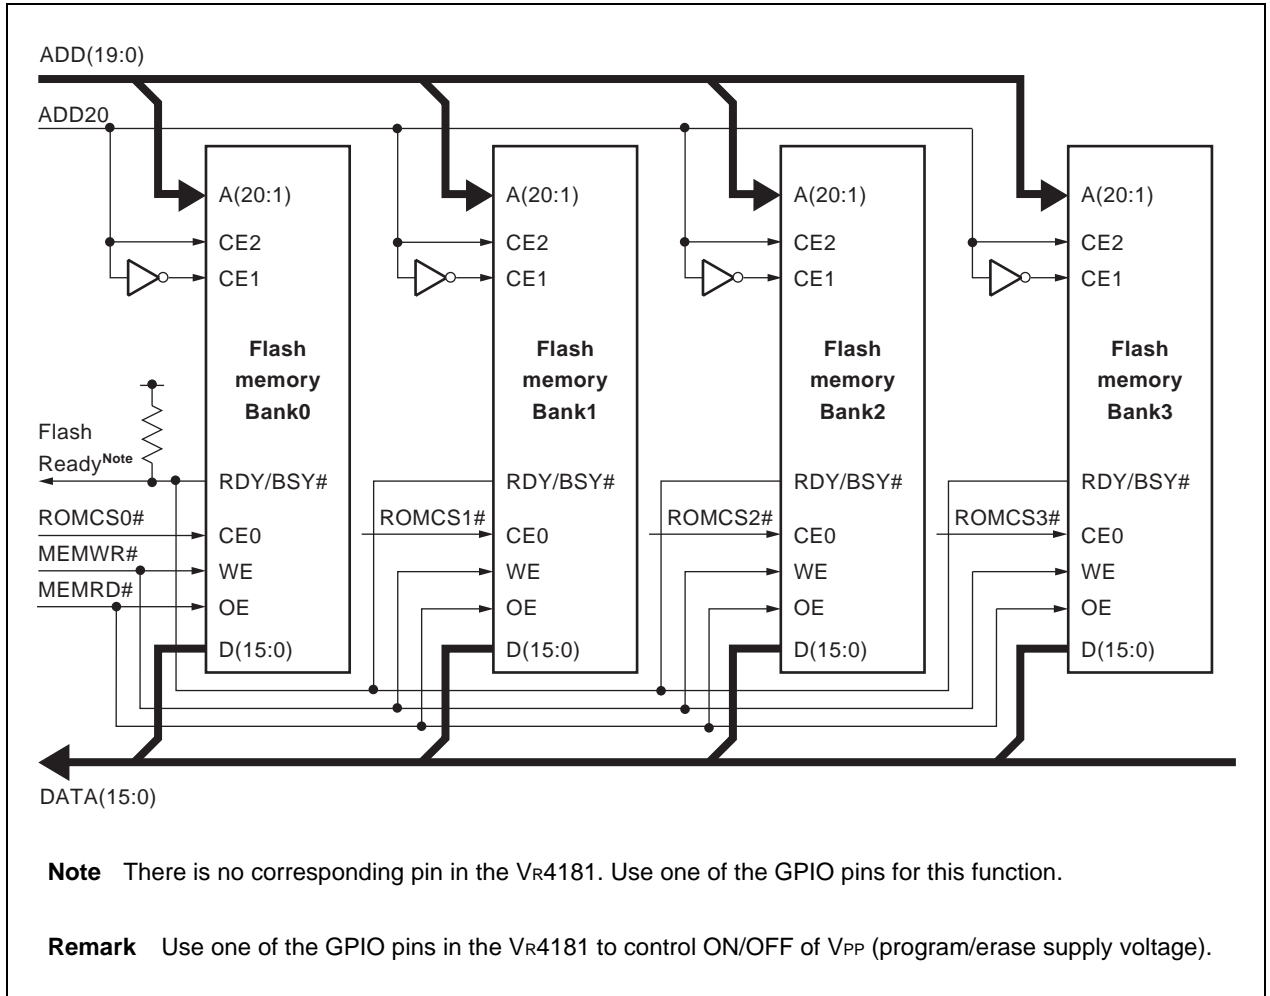 ADD(19:0)
ADD20
A(20:1)
A(20:1)
A(20:1)
A(20:1)
CE2
CE2
CE2
CE2
CE1
CE1
CE1
CE1
Flash
memory
Bank0
Flash
memory
Bank1
Flash
memory
Bank2
Flash
memory
Bank3
Flash
ReadyNote
RDY/BSY#
RDY/BSY#
RDY/BSY#
RDY/BSY#
ROMCS0#
ROMCS1#
ROMCS2#
ROMCS3#
CE0
CE0
CE0
CE0
MEMWR#
WE
WE
WE
WE
MEMRD#
OE
OE
OE
OE
D(15:0)
D(15:0)
D(15:0)
D(15:0)
DATA(15:0)
Note There is no corresponding pin in the VR4181. Use one of the GPIO pins for this function.
Remark Use one of the GPIO pins in the VR4181 to control ON/OFF of VPP (program/erase supply voltage).